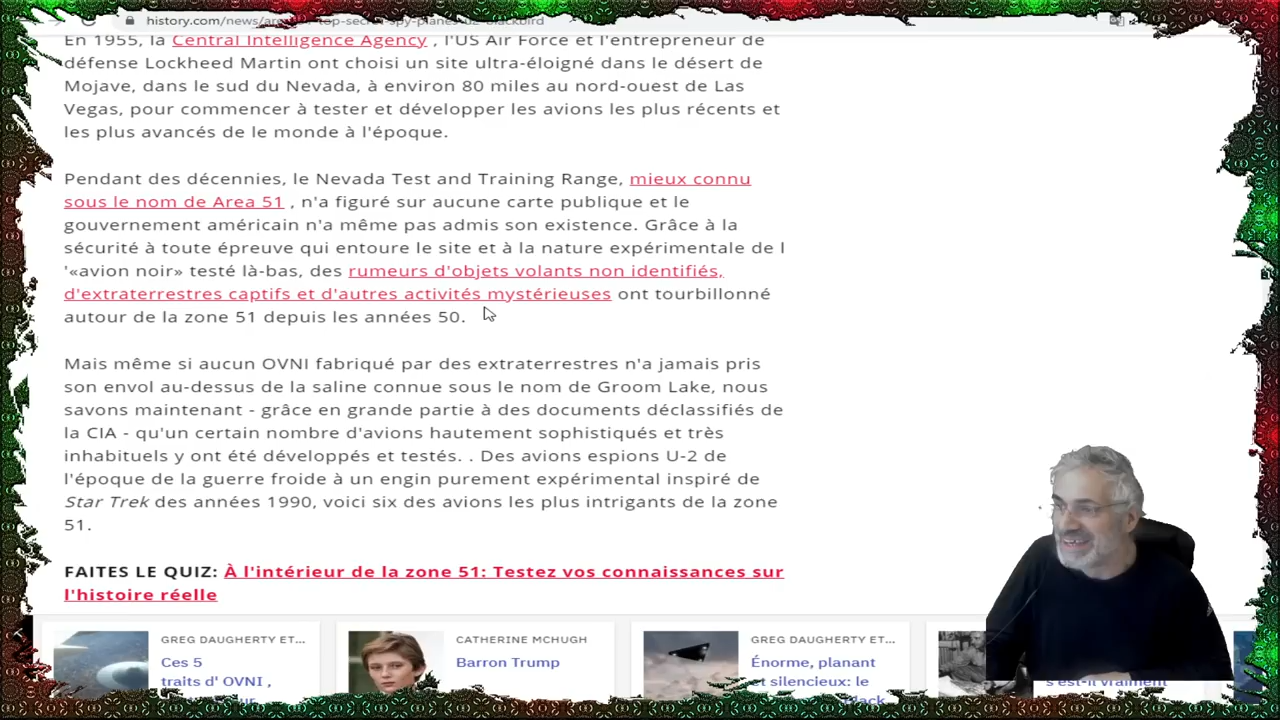 history.com/news/ar top-secret-spy-planes-u2-blackbird
En 1955, la Central Intelligence Agency , l'US Air Force et l'entrepreneur de
défense Lockheed Martin ont choisi un site ultra-éloigné dans le désert de
Mojave, dans le sud du Nevada, à environ 80 miles au nord-ouest de Las
Vegas, pour commencer à tester et développer les avions les plus récents et
les plus avancés de le monde à l'époque.
Pendant des décennies, le Nevada Test and Training Range, mieux connu
sous le nom de Area 51 , n'a figuré sur aucune carte publique et le
gouvernement américain n'a même pas admis son existence. Grâce à la
sécurité à toute épreuve qui entoure le site et à la nature expérimentale de l
'«avion noir» testé là-bas, des rumeurs d'objets volants non identifiés,
d'extraterrestres captifs et d'autres activités mystérieuses ont tourbillonné
autour de la zone 51 depuis les années 50.
Mais même si aucun OVNI fabriqué par des extraterrestres n'a jamais pris
son envol au-dessus de la saline connue sous le nom de Groom Lake, nous
savons maintenant - grâce en grande partie à des documents déclassifiés de
la CIA - qu'un certain nombre d'avions hautement sophistiqués et très
inhabituels y ont été développés et testés. . Des avions espions U-2 de
l'époque de la guerre froide à un engin purement expérimental inspiré de
Star Trek des années 1990, voici six des avions les plus intrigants de la zone
51.
FAITES LE QUIZ: À l'intérieur de la zone 51: Testez vos connaissances sur
l'histoire réelle
GREG DAUGHERTY ET...
Ces 5
traits d' OVNI ,
CATHERINE MCHUGH
Barron Trump
GREG DAUGHERTY ET...
Énorme, planant
et silencieux: le
s'est-il vraiment